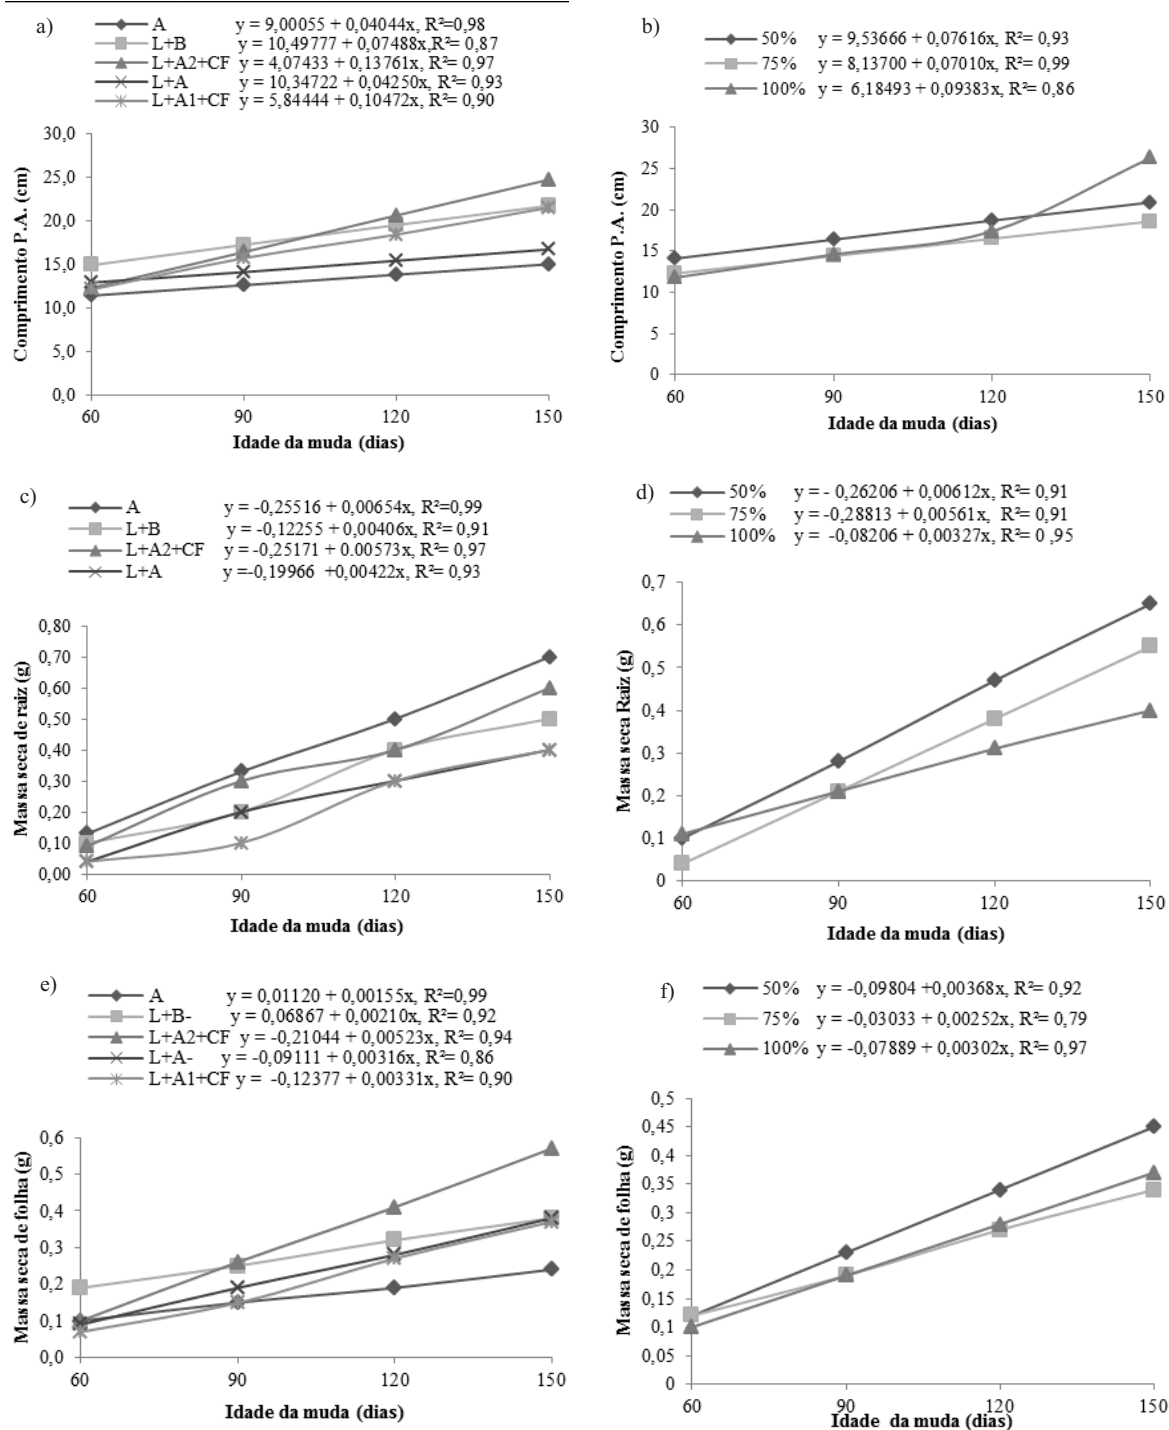 a)
A y = 9,00055 + 0,04044x, R²=0,98
L+B y = 10,49777 + 0,07488x,R²= 0,87
L+A2+CF y = 4,07433 + 0,13761x, R²= 0,97
L+A y = 10,34722 + 0,04250x, R²= 0,93
L+A1+CF y = 5,84444 + 0,10472x, R²= 0,90
Comprimento P.A. (cm)
30,0
25,0
20,0
15,0
10,0
5,0
0,0
60 90 120 150
Idade da muda (dias)
b)
50% y = 9,53666 + 0,07616x, R²= 0,93
75% y = 8,13700 + 0,07010x, R²= 0,99
100% y = 6,18493 + 0,09383x, R²= 0,86
Comprimento P.A. (cm)
30
25
20
15
10
5
0
60 90 120 150
Idade da muda (dias)
c)
A y = -0,25516 + 0,00654x, R²=0,99
L+B y = -0,12255 + 0,00406x, R²= 0,91
L+A2+CF y = -0,25171 + 0.00573x, R²= 0,97
L+A y =-0,19966 +0,00422x, R²= 0,93
Massa seca de raiz (g)
0,80
0,70
0,60
0,50
0,40
0,30
0,20
0,10
0,00
60 90 120 150
Idade da muda (dias)
d)
50% y = - 0,26206 + 0,00612x, R²= 0,91
75% y = -0,28813 + 0,00561x, R²= 0,91
100% y = -0,08206 + 0,00327x, R²= 0 ,95
Massa seca Raiz (g)
0,7
0,6
0,5
0,4
0,3
0,2
0,1
0
60 90 120 150
Idade da muda (dias)
e)
A y = 0,01120 + 0,00155x, R²=0,99
L+B- y = 0,06867 + 0,00210x, R²= 0,92
L+A2+CF y = -0,21044 + 0,00523x, R²= 0,94
L+A- y = -0,09111 + 0,00316x, R²= 0,86
L+A1+CF y = -0,12377 + 0,00331x, R²= 0,90
Massa seca de folha (g)
0,6
0,5
0,4
0,3
0,2
0,1
0,0
60 90 120 150
Idade da muda (dias)
f)
50% y = -0,09804 +0,00368x, R²= 0,92
75% y = -0,03033 + 0,00252x, R²= 0,79
100% y = -0,07889 + 0,00302x, R²= 0,97
Massa seca de folha (g)
0,5
0,45
0,4
0,35
0,3
0,25
0,2
0,15
0,1
0,05
0
60 90 120 150
Idade da muda (dias)